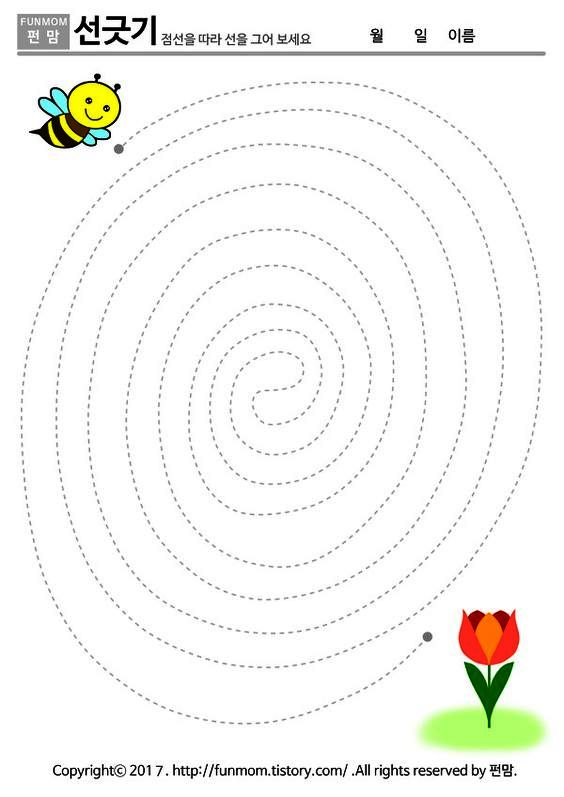 FUNMOM
펀 맘
선긋기 점선을 따라 선을 그어 보세요 월 일 이름
Copyright© 2017. http://funmom.tistory.com/ .All rights reserved by 펀맘.